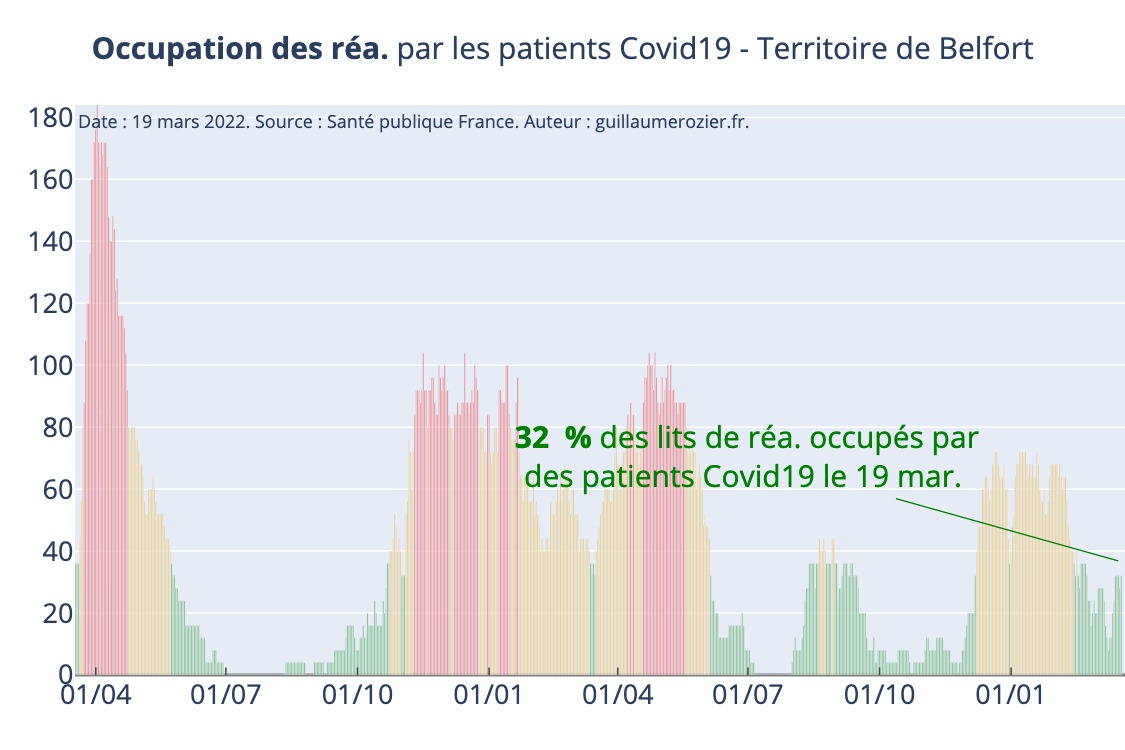 Occupation des réa. par les patients Covid19 - Territoire de Belfort
180
Date : 19 mars 2022. Source : Santé publique France. Auteur : guillaumerozier.fr.
160
140
120
100
80
32 % des lits de réa. occupés par
des patients Covid19 le 19 mar.
60
40
20
0
01/04 01/07 01/10 01/01 01/04 01/07 01/10 01/01